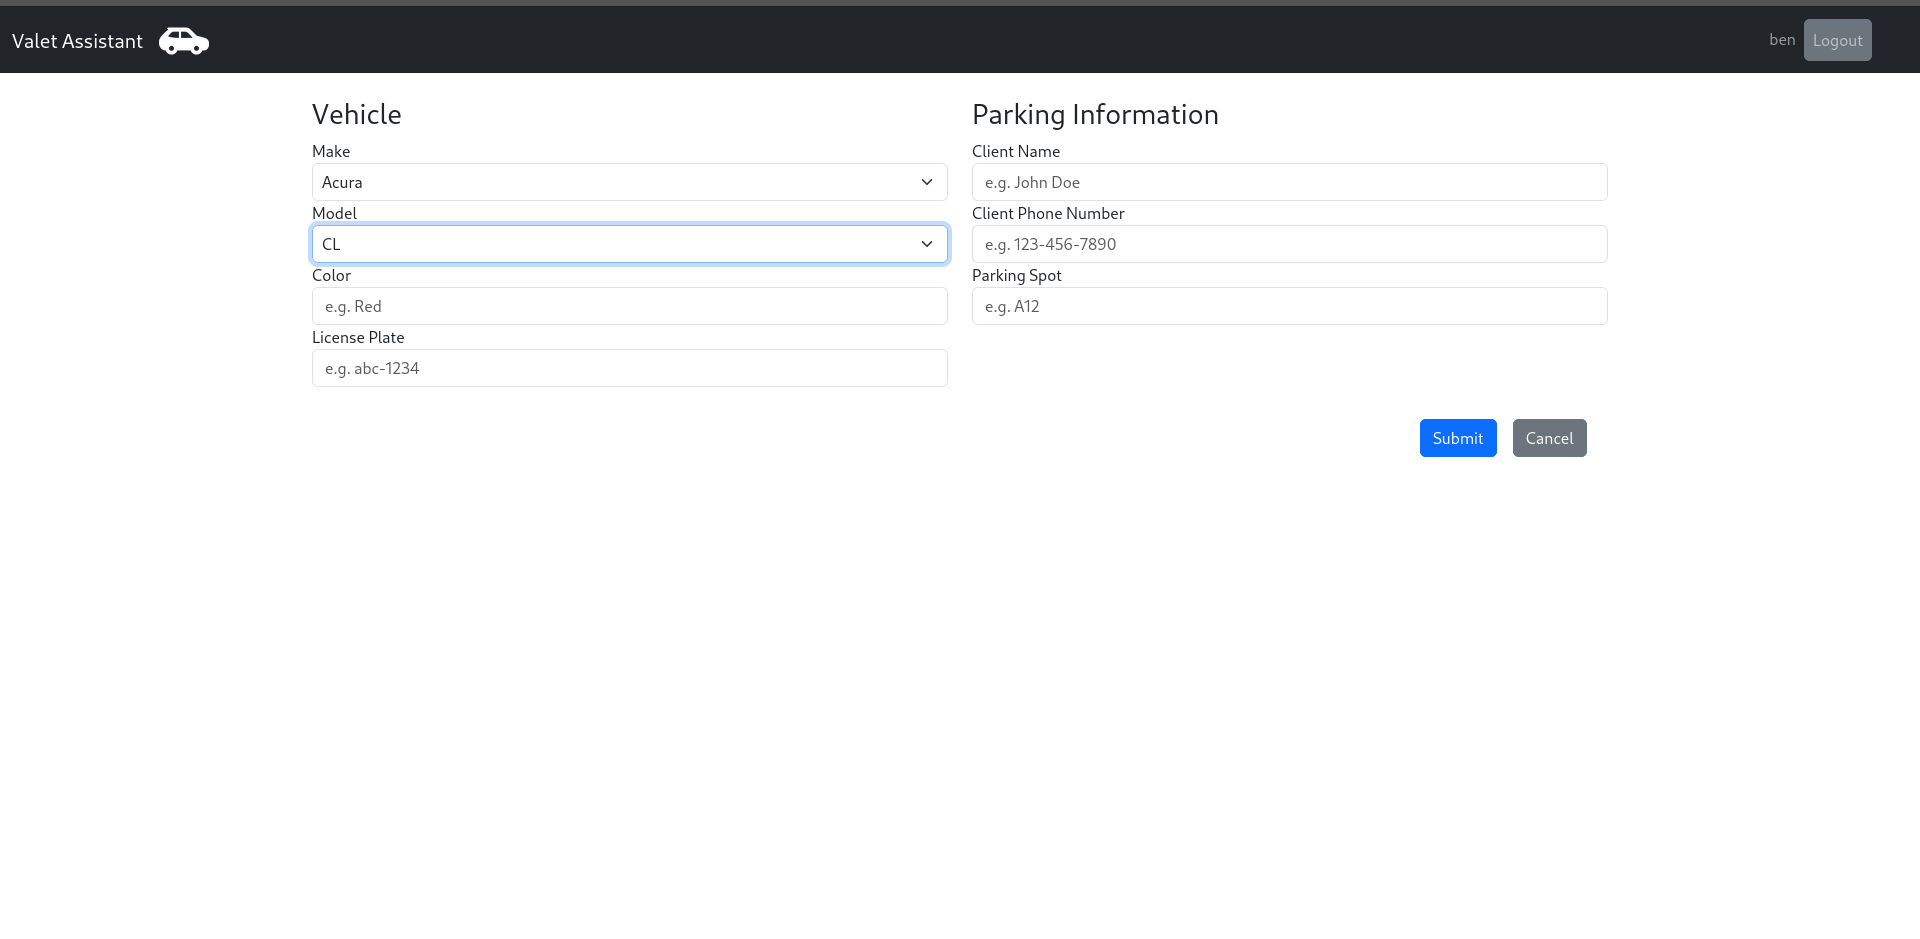 Valet Assistant
ben
Logout
Vehicle
Make
Acura
Model
CL
Color
e.g. Red
License Plate
e.g. abc-1234
Parking Information
Client Name
e.g. John Doe
Client Phone Number
e.g. 123-456-7890
Parking Spot
e.g. A12
Submit
Cancel